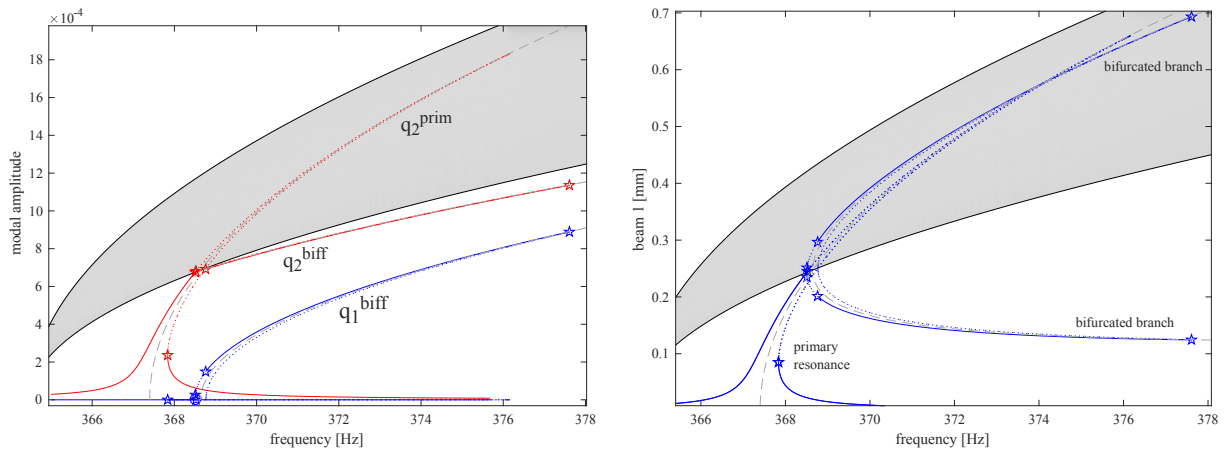 ×10⁻⁴
18
16
14
12
10
8
6
4
2
0
modal amplitude
q₂ᵖʳⁱᵐ
q₂ᵇⁱᶠᶠ
q₁ᵇⁱᶠᶠ
366 368 370 372 374 376 378
frequency [Hz]
0.7
0.6
0.5
0.4
0.3
0.2
0.1
beam 1 [mm]
bifurcated branch
bifurcated branch
primary
resonance
366 368 370 372 374 376 378
frequency [Hz]